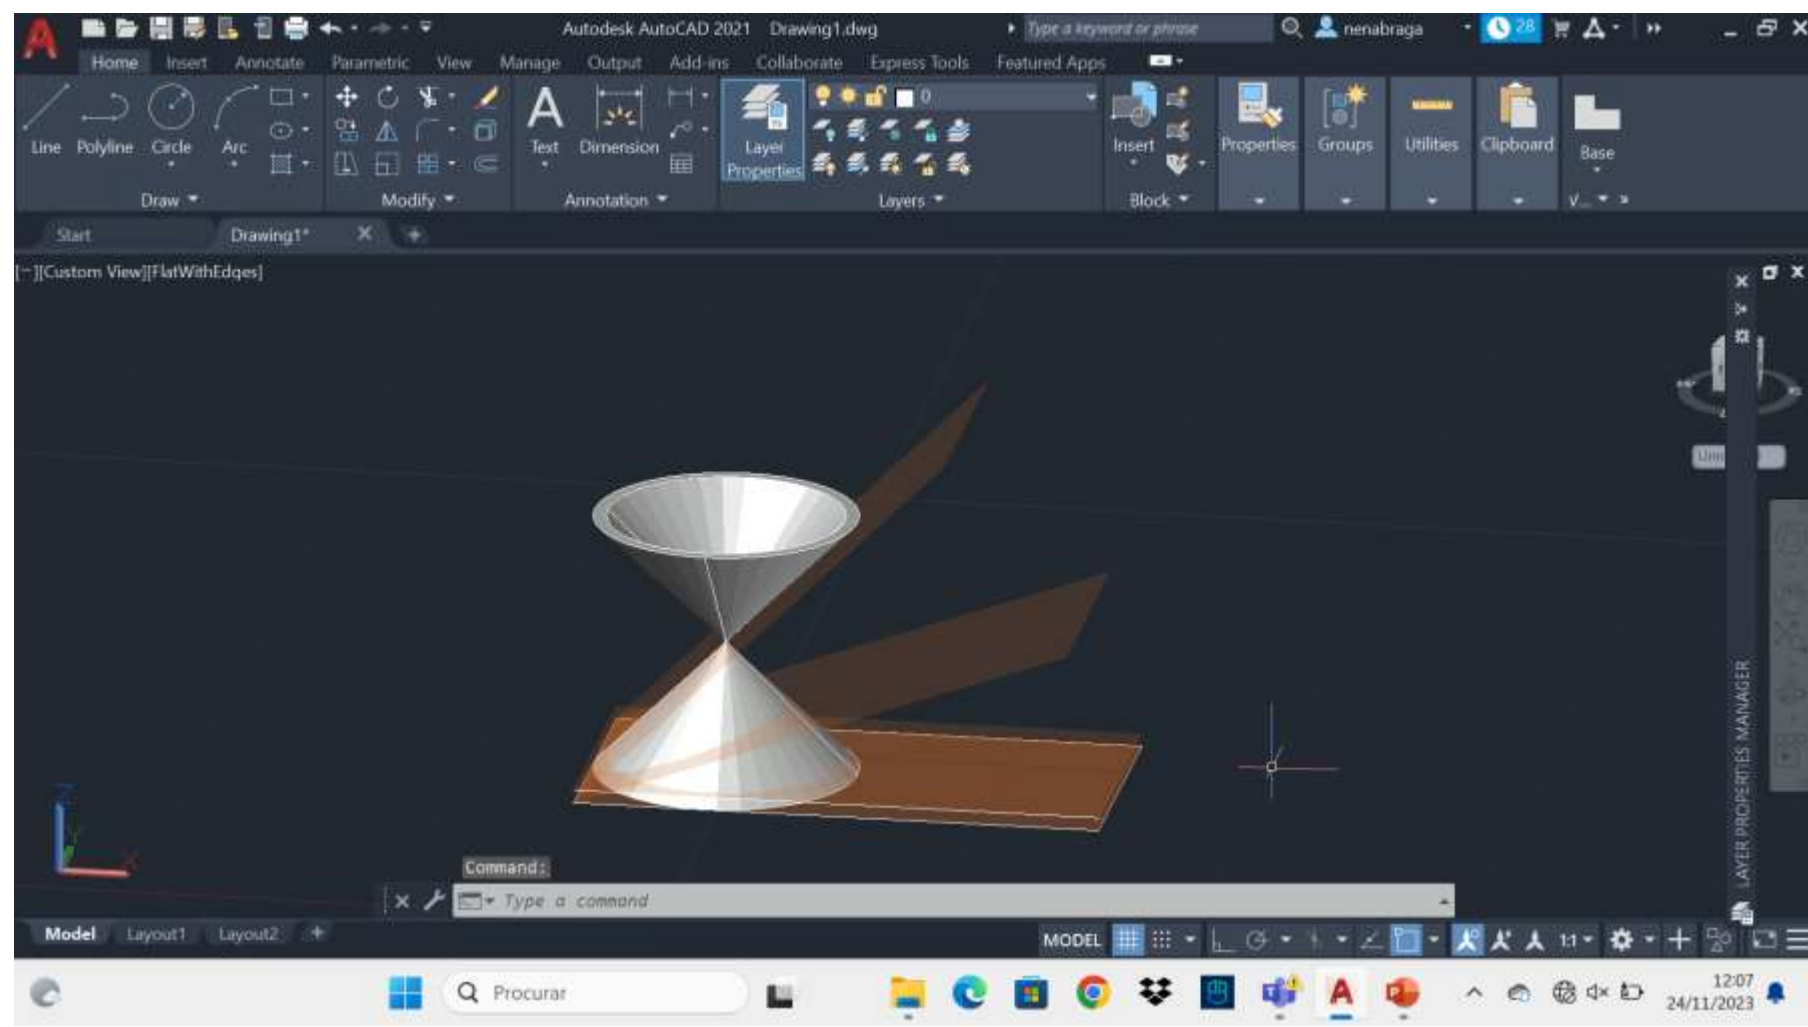 Autodesk AutoCAD 2021 Drawing1.dwg
Type a keyword or phrase
nenabraga
28
Home Insert Annotate Parametric View Manage Output Add-ins Collaborate Express Tools Featured Apps
0
Line Polyline Circle Arc
Text Dimension
Layer
Properties
Insert
Properties Groups Utilities Clipboard
Base
Draw Modify Annotation Layers Block V...
Start Drawing1*
[-][Custom View][FlatWithEdges]
LAYER PROPERTIES MANAGER
Command:
Type a command
Model Layout1 Layout2
MODEL 1:1
Procurar
12:07
24/11/2023